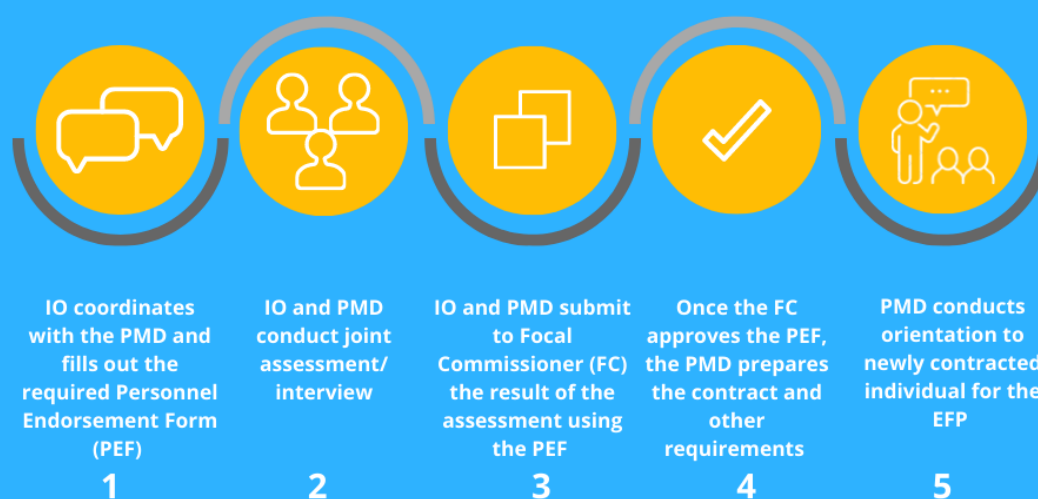 IO coordinates
with the PMD and
fills out the
required Personnel
Endorsement Form
(PEF)
1
IO and PMD
conduct joint
assessment/
interview
2
IO and PMD submit
to Focal
Commissioner (FC)
the result of the
assessment using
the PEF
3
Once the FC
approves the PEF,
the PMD prepares
the contract and
other
requirements
4
PMD conducts
orientation to
newly contracted
individual for the
EFP
5